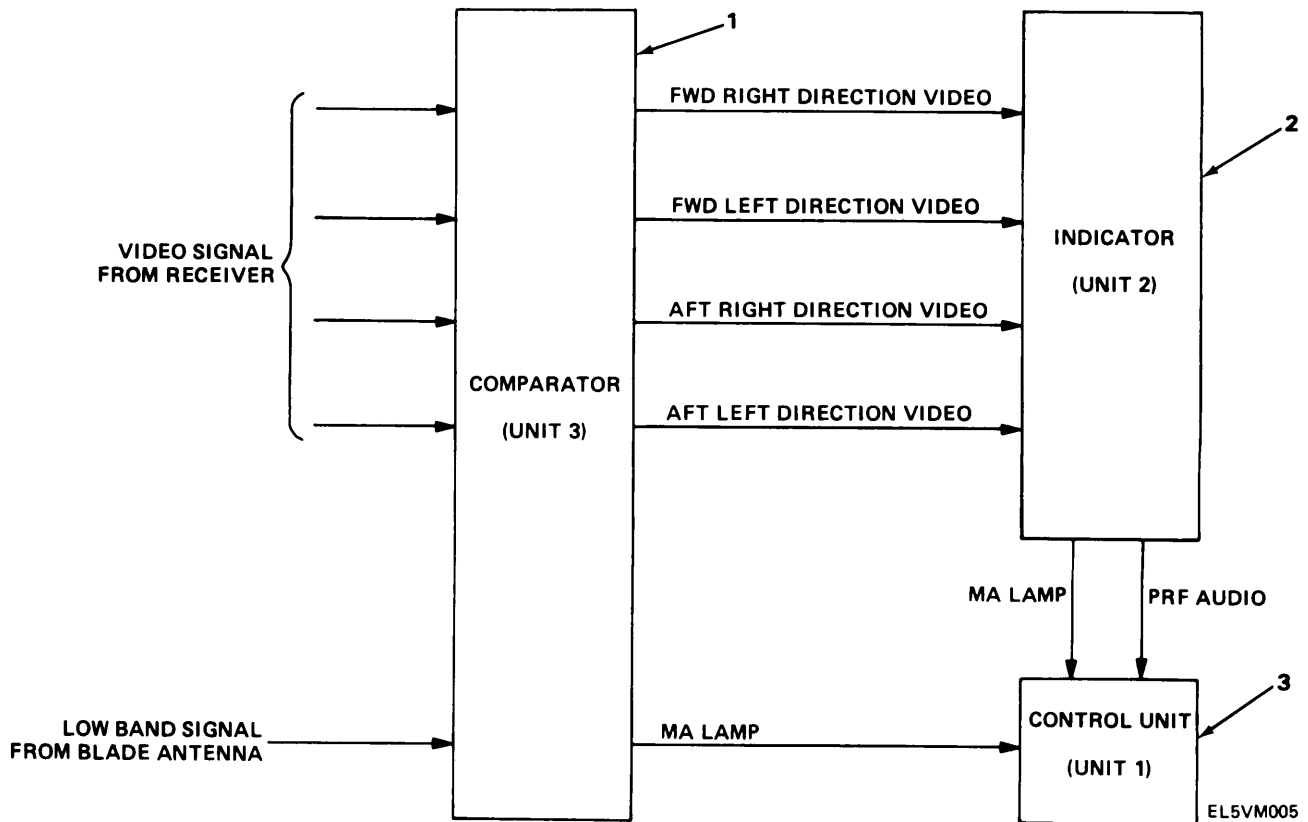 1
FWD RIGHT DIRECTION VIDEO
2
FWD LEFT DIRECTION VIDEO
VIDEO SIGNAL
FROM RECEIVER
INDICATOR
(UNIT 2)
AFT RIGHT DIRECTION VIDEO
COMPARATOR
(UNIT 3)
AFT LEFT DIRECTION VIDEO
MA LAMP
PRF AUDIO
3
LOW BAND SIGNAL
FROM BLADE ANTENNA
MA LAMP
CONTROL UNIT
(UNIT 1)
EL5VM005